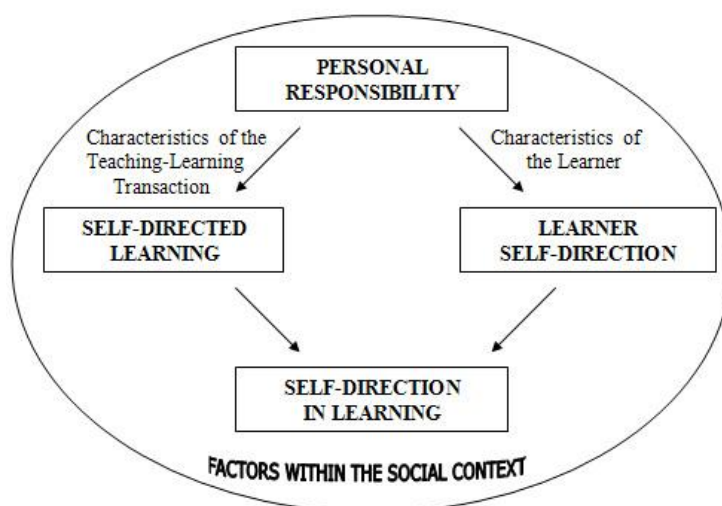 PERSONAL
RESPONSIBILITY
Characteristics of the
Teaching-Learning
Transaction
Characteristics of
the Learner
SELF-DIRECTED
LEARNING
LEARNER
SELF-DIRECTION
SELF-DIRECTION
IN LEARNING
FACTORS WITHIN THE SOCIAL CONTEXT